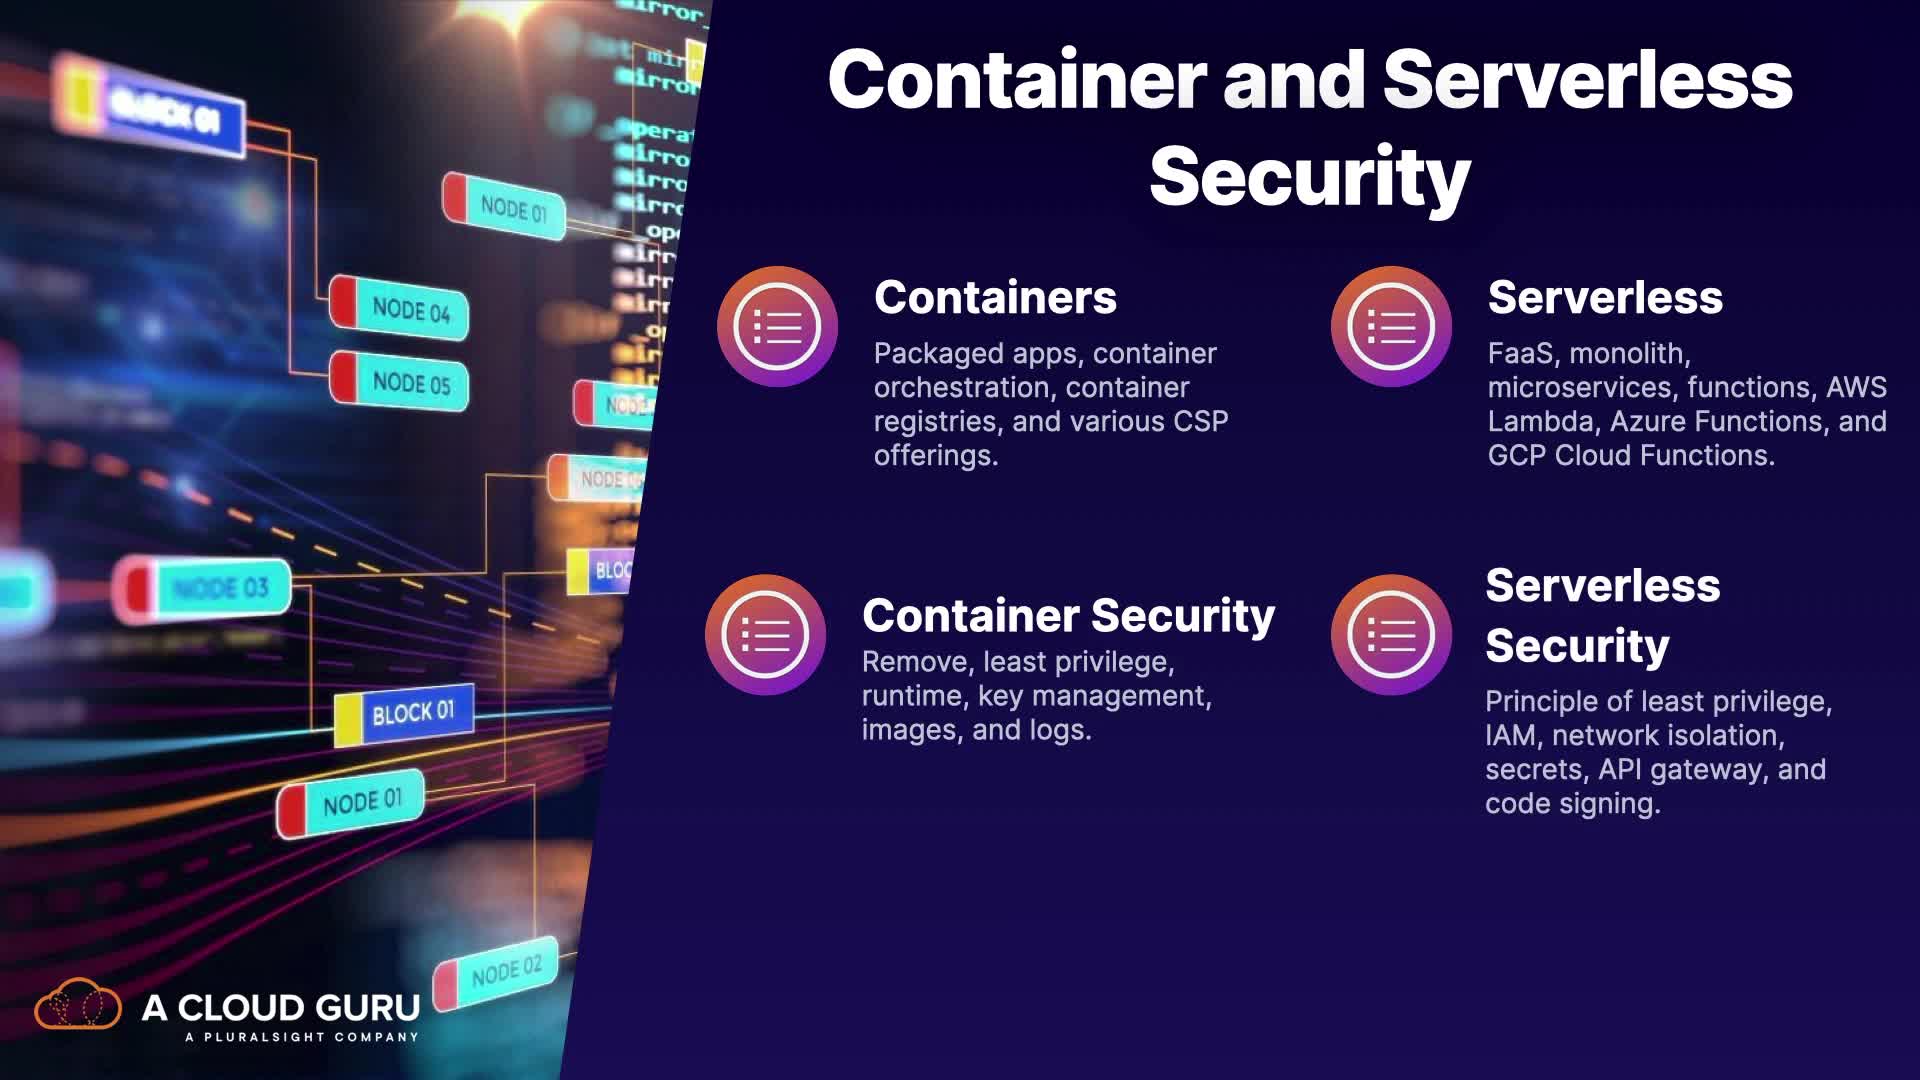 Container and Serverless
Security
Containers
Packaged apps, container
orchestration, container
registries, and various CSP
offerings.
Serverless
FaaS, monolith,
microservices, functions, AWS
Lambda, Azure Functions, and
GCP Cloud Functions.
Container Security
Remove, least privilege,
runtime, key management,
images, and logs.
Serverless
Security
Principle of least privilege,
IAM, network isolation,
secrets, API gateway, and
code signing.
BLOCK 01
NODE 01
NODE 04
NODE 05
NODE 03
BLOCK 01
NODE 01
NODE 02
A CLOUD GURU
A PLURALSIGHT COMPANY